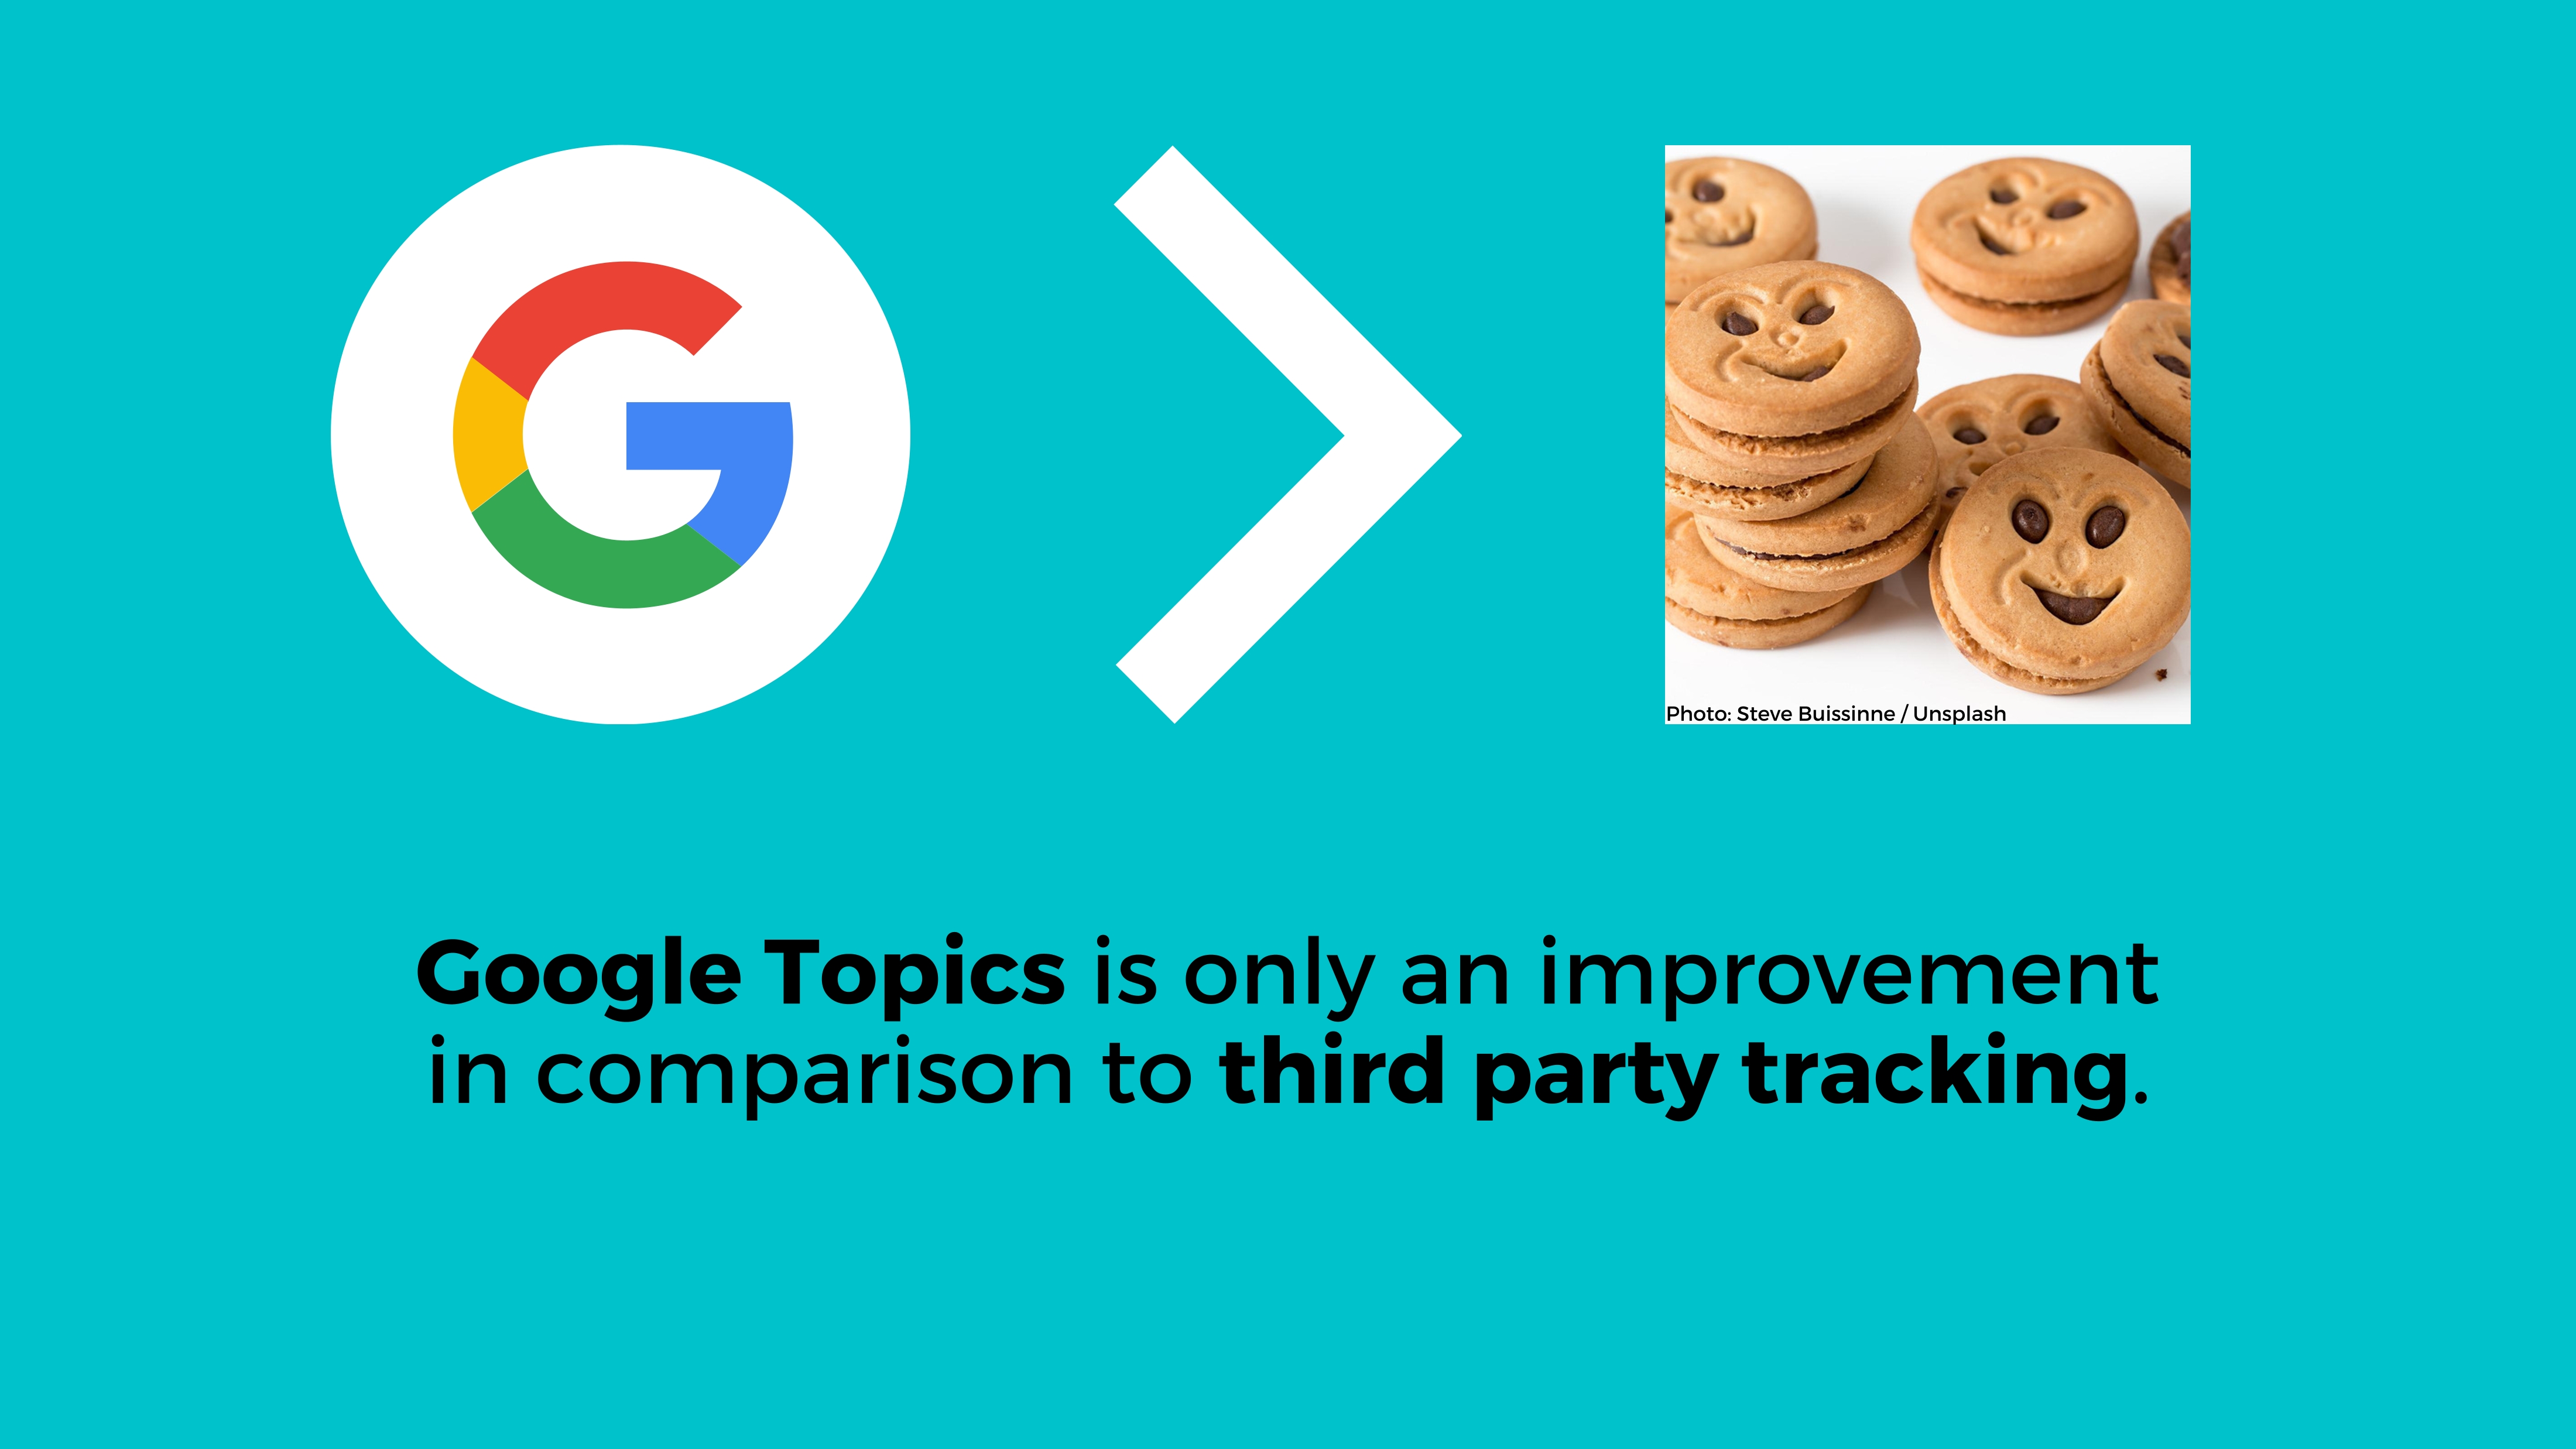 Photo: Steve Buissinne / Unsplash
Google Topics is only an improvement
in comparison to third party tracking.